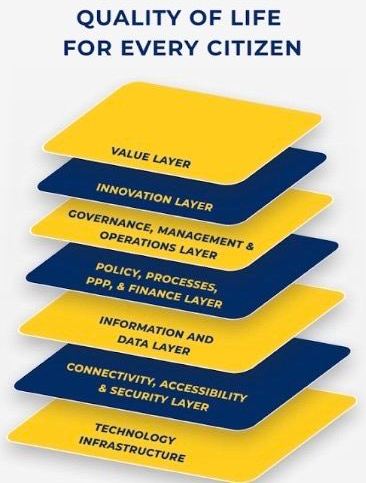 QUALITY OF LIFE
FOR EVERY CITIZEN
VALUE LAYER
INNOVATION LAYER
GOVERNANCE, MANAGEMENT &
OPERATIONS LAYER
POLICY, PROCESSES,
PPP, & FINANCE LAYER
INFORMATION AND
DATA LAYER
CONNECTIVITY, ACCESSIBILITY
& SECURITY LAYER
TECHNOLOGY
INFRASTRUCTURE